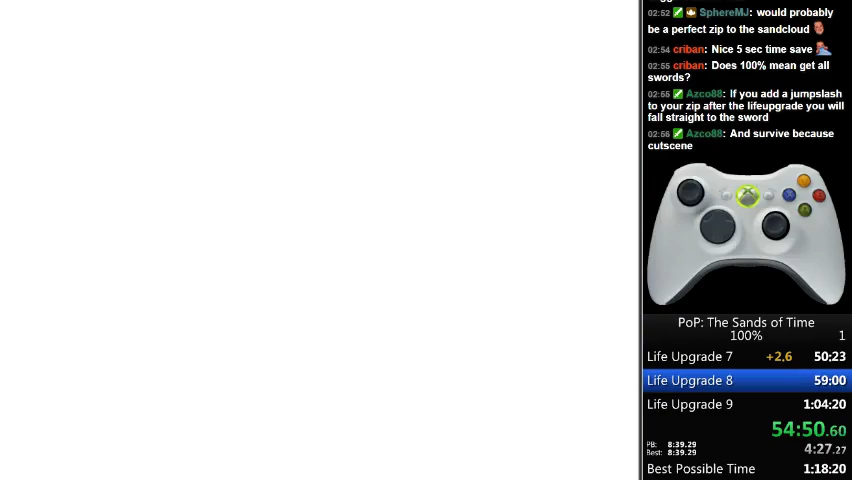 02:52 SphereMJ: would probably
be a perfect zip to the sandcloud
02:54 criban: Nice 5 sec time save
02:55 criban: Does 100% mean get all
swords?
02:55 Azco88: If you add a jumpslash
to your zip after the lifeupgrade you will
fall straight to the sword
02:56 Azco88: And survive because
cutscene
PoP: The Sands of Time
100% 1
Life Upgrade 7 +2.6 50:23
Life Upgrade 8 59:00
Life Upgrade 9 1:04:20
54:50.60
PB: 8:39.29
Best: 8:39.29 4:27.27
Best Possible Time 1:18:20